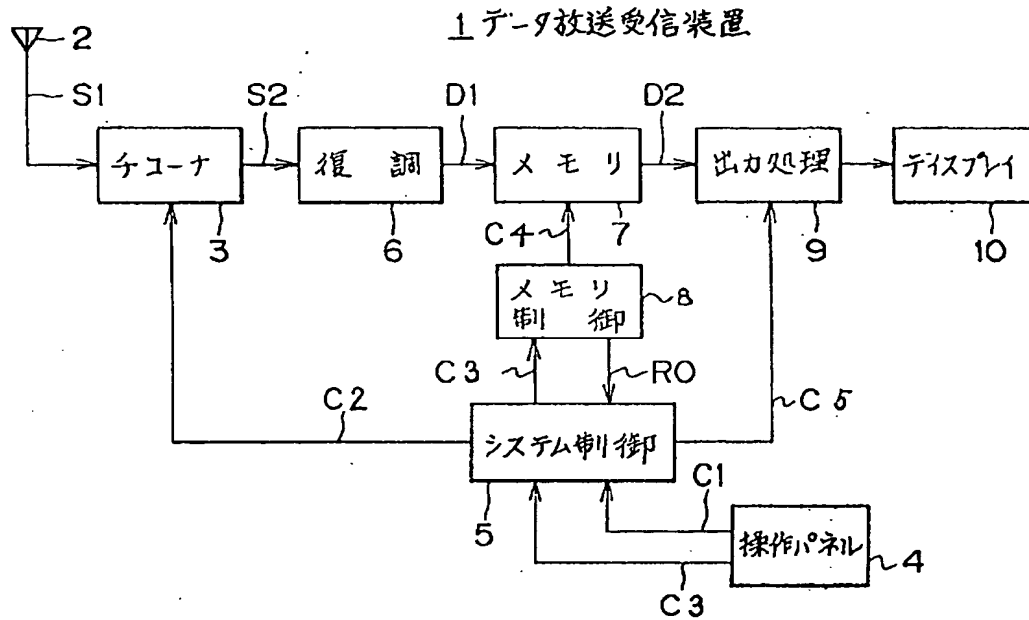 1 データ放送受信装置
2
S1
S2
D1
D2
チューナ
復調
メモリ
出力処理
ディスプレイ
3
6
C4
7
9
10
メモリ
制御
8
C3
RO
C2
C5
システム制御
5
C1
操作パネル
4
C3